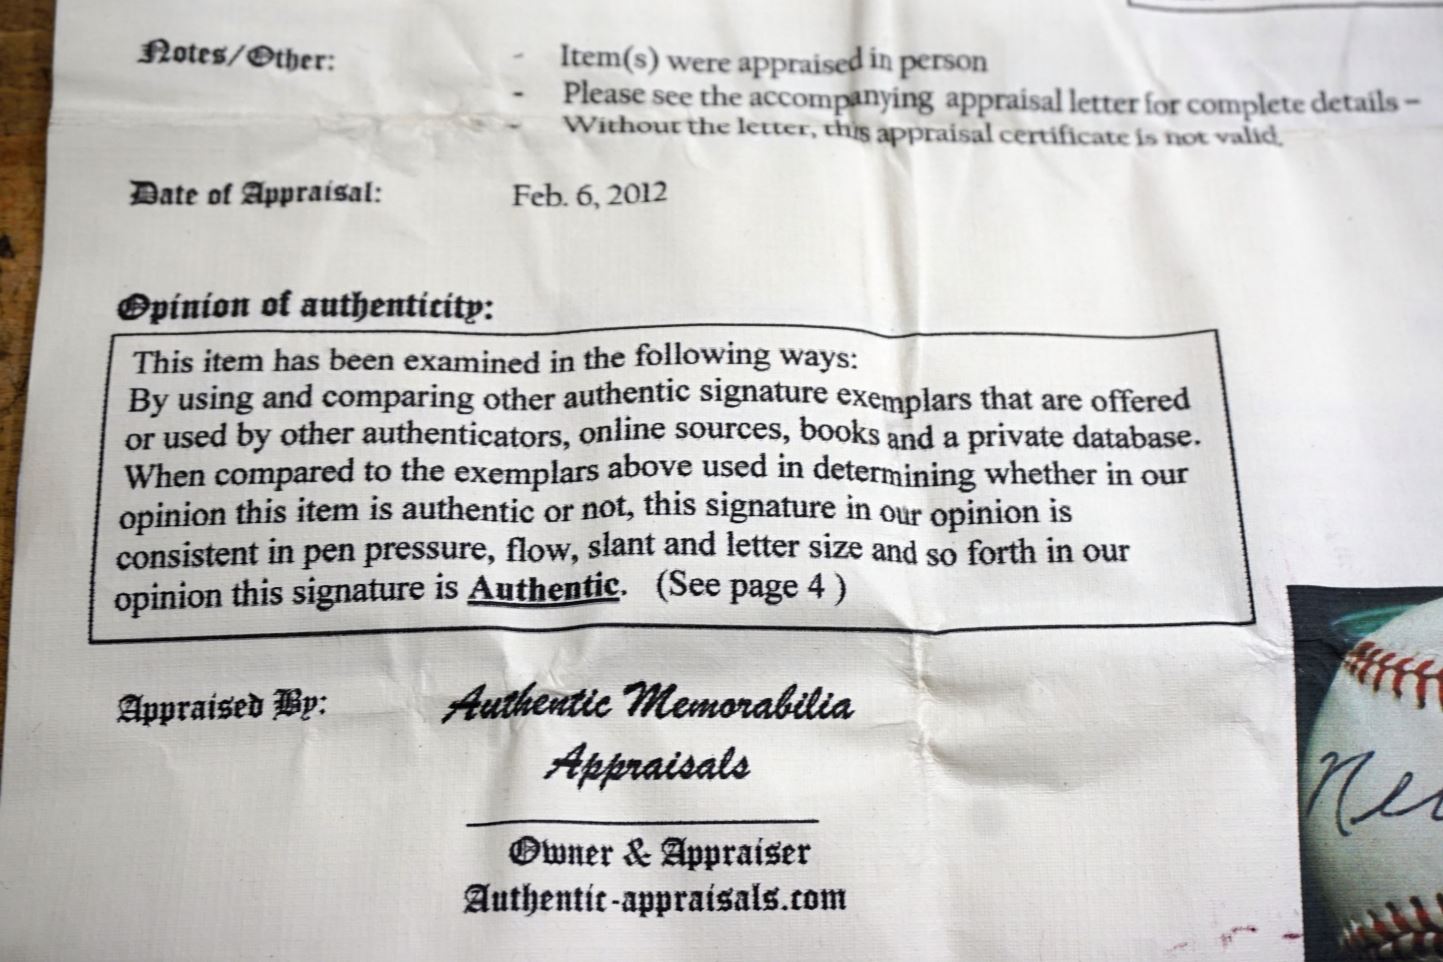 Notes/Other:
- Item(s) were appraised in person
- Please see the accompanying appraisal letter for complete details –
- Without the letter, this appraisal certificate is not valid.
Date of Appraisal: Feb. 6, 2012
Opinion of authenticity:
This item has been examined in the following ways:
By using and comparing other authentic signature exemplars that are offered
or used by other authenticators, online sources, books and a private database.
When compared to the exemplars above used in determining whether in our
opinion this item is authentic or not, this signature in our opinion is
consistent in pen pressure, flow, slant and letter size and so forth in our
opinion this signature is Authentic. (See page 4 )
Appraised By: Authentic Memorabilia
Appraisals
Owner & Appraiser
Authentic-appraisals.com